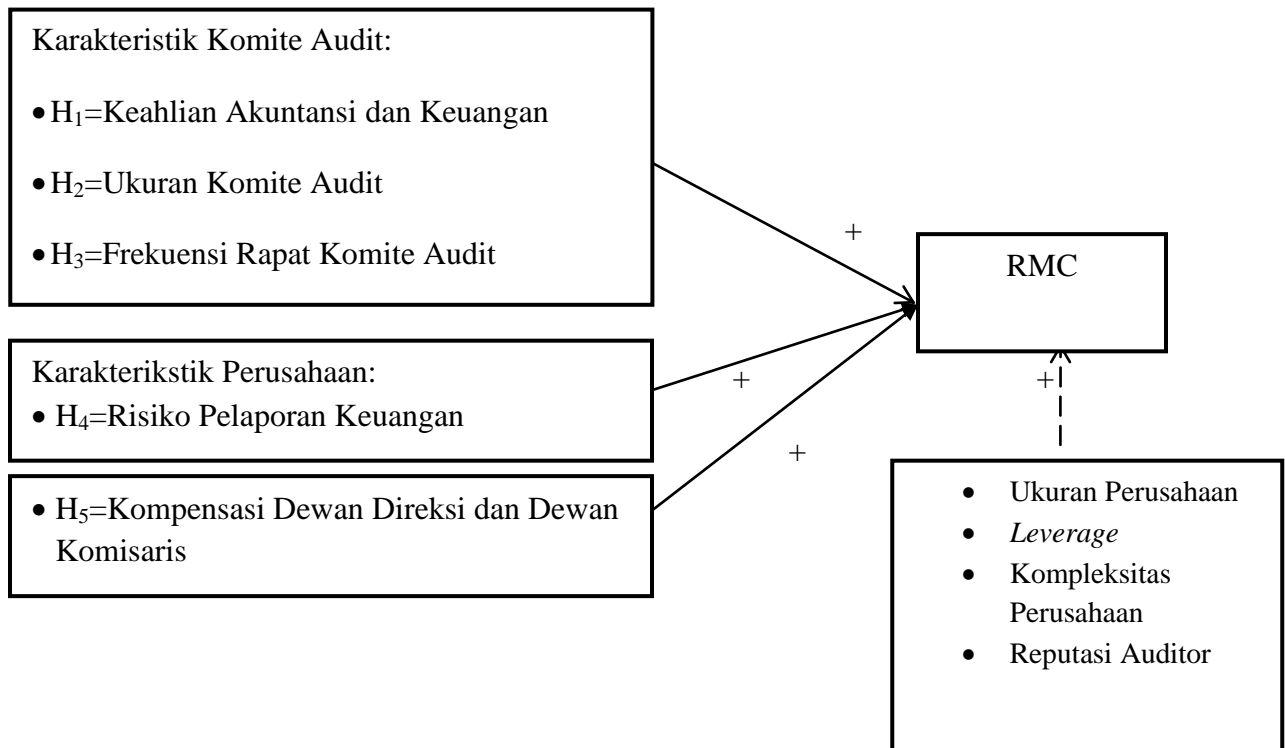 Karakteristik Komite Audit:
• H₁=Keahlian Akuntansi dan Keuangan
• H₂=Ukuran Komite Audit
• H₃=Frekuensi Rapat Komite Audit
+
RMC
Karakterikstik Perusahaan:
• H₄=Risiko Pelaporan Keuangan
+
+
+
• H₅=Kompensasi Dewan Direksi dan Dewan
Komisaris
• Ukuran Perusahaan
• Leverage
• Kompleksitas
Perusahaan
• Reputasi Auditor